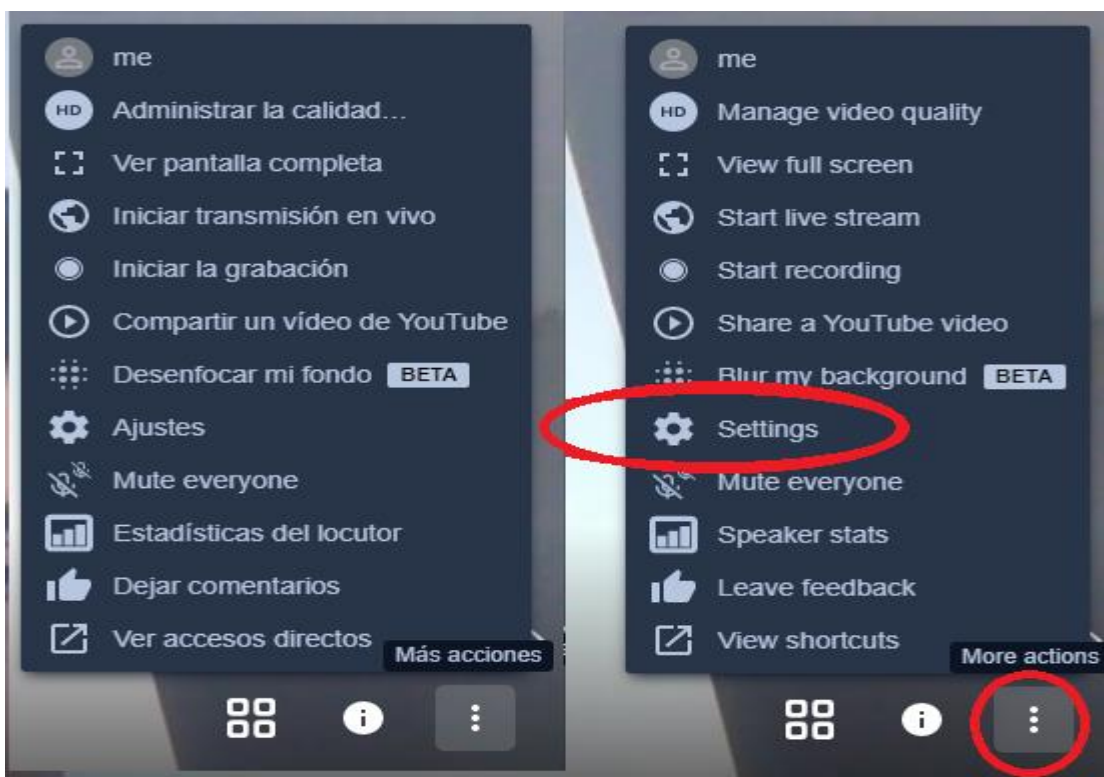 me
HD
Administrar la calidad...
Ver pantalla completa
Iniciar transmisión en vivo
Iniciar la grabación
Compartir un vídeo de YouTube
Desenfocar mi fondo BETA
Ajustes
Mute everyone
Estadísticas del locutor
Dejar comentarios
Ver accesos directos
Más acciones
me
HD
Manage video quality
View full screen
Start live stream
Start recording
Share a YouTube video
Blur my background BETA
Settings
Mute everyone
Speaker stats
Leave feedback
View shortcuts
More actions